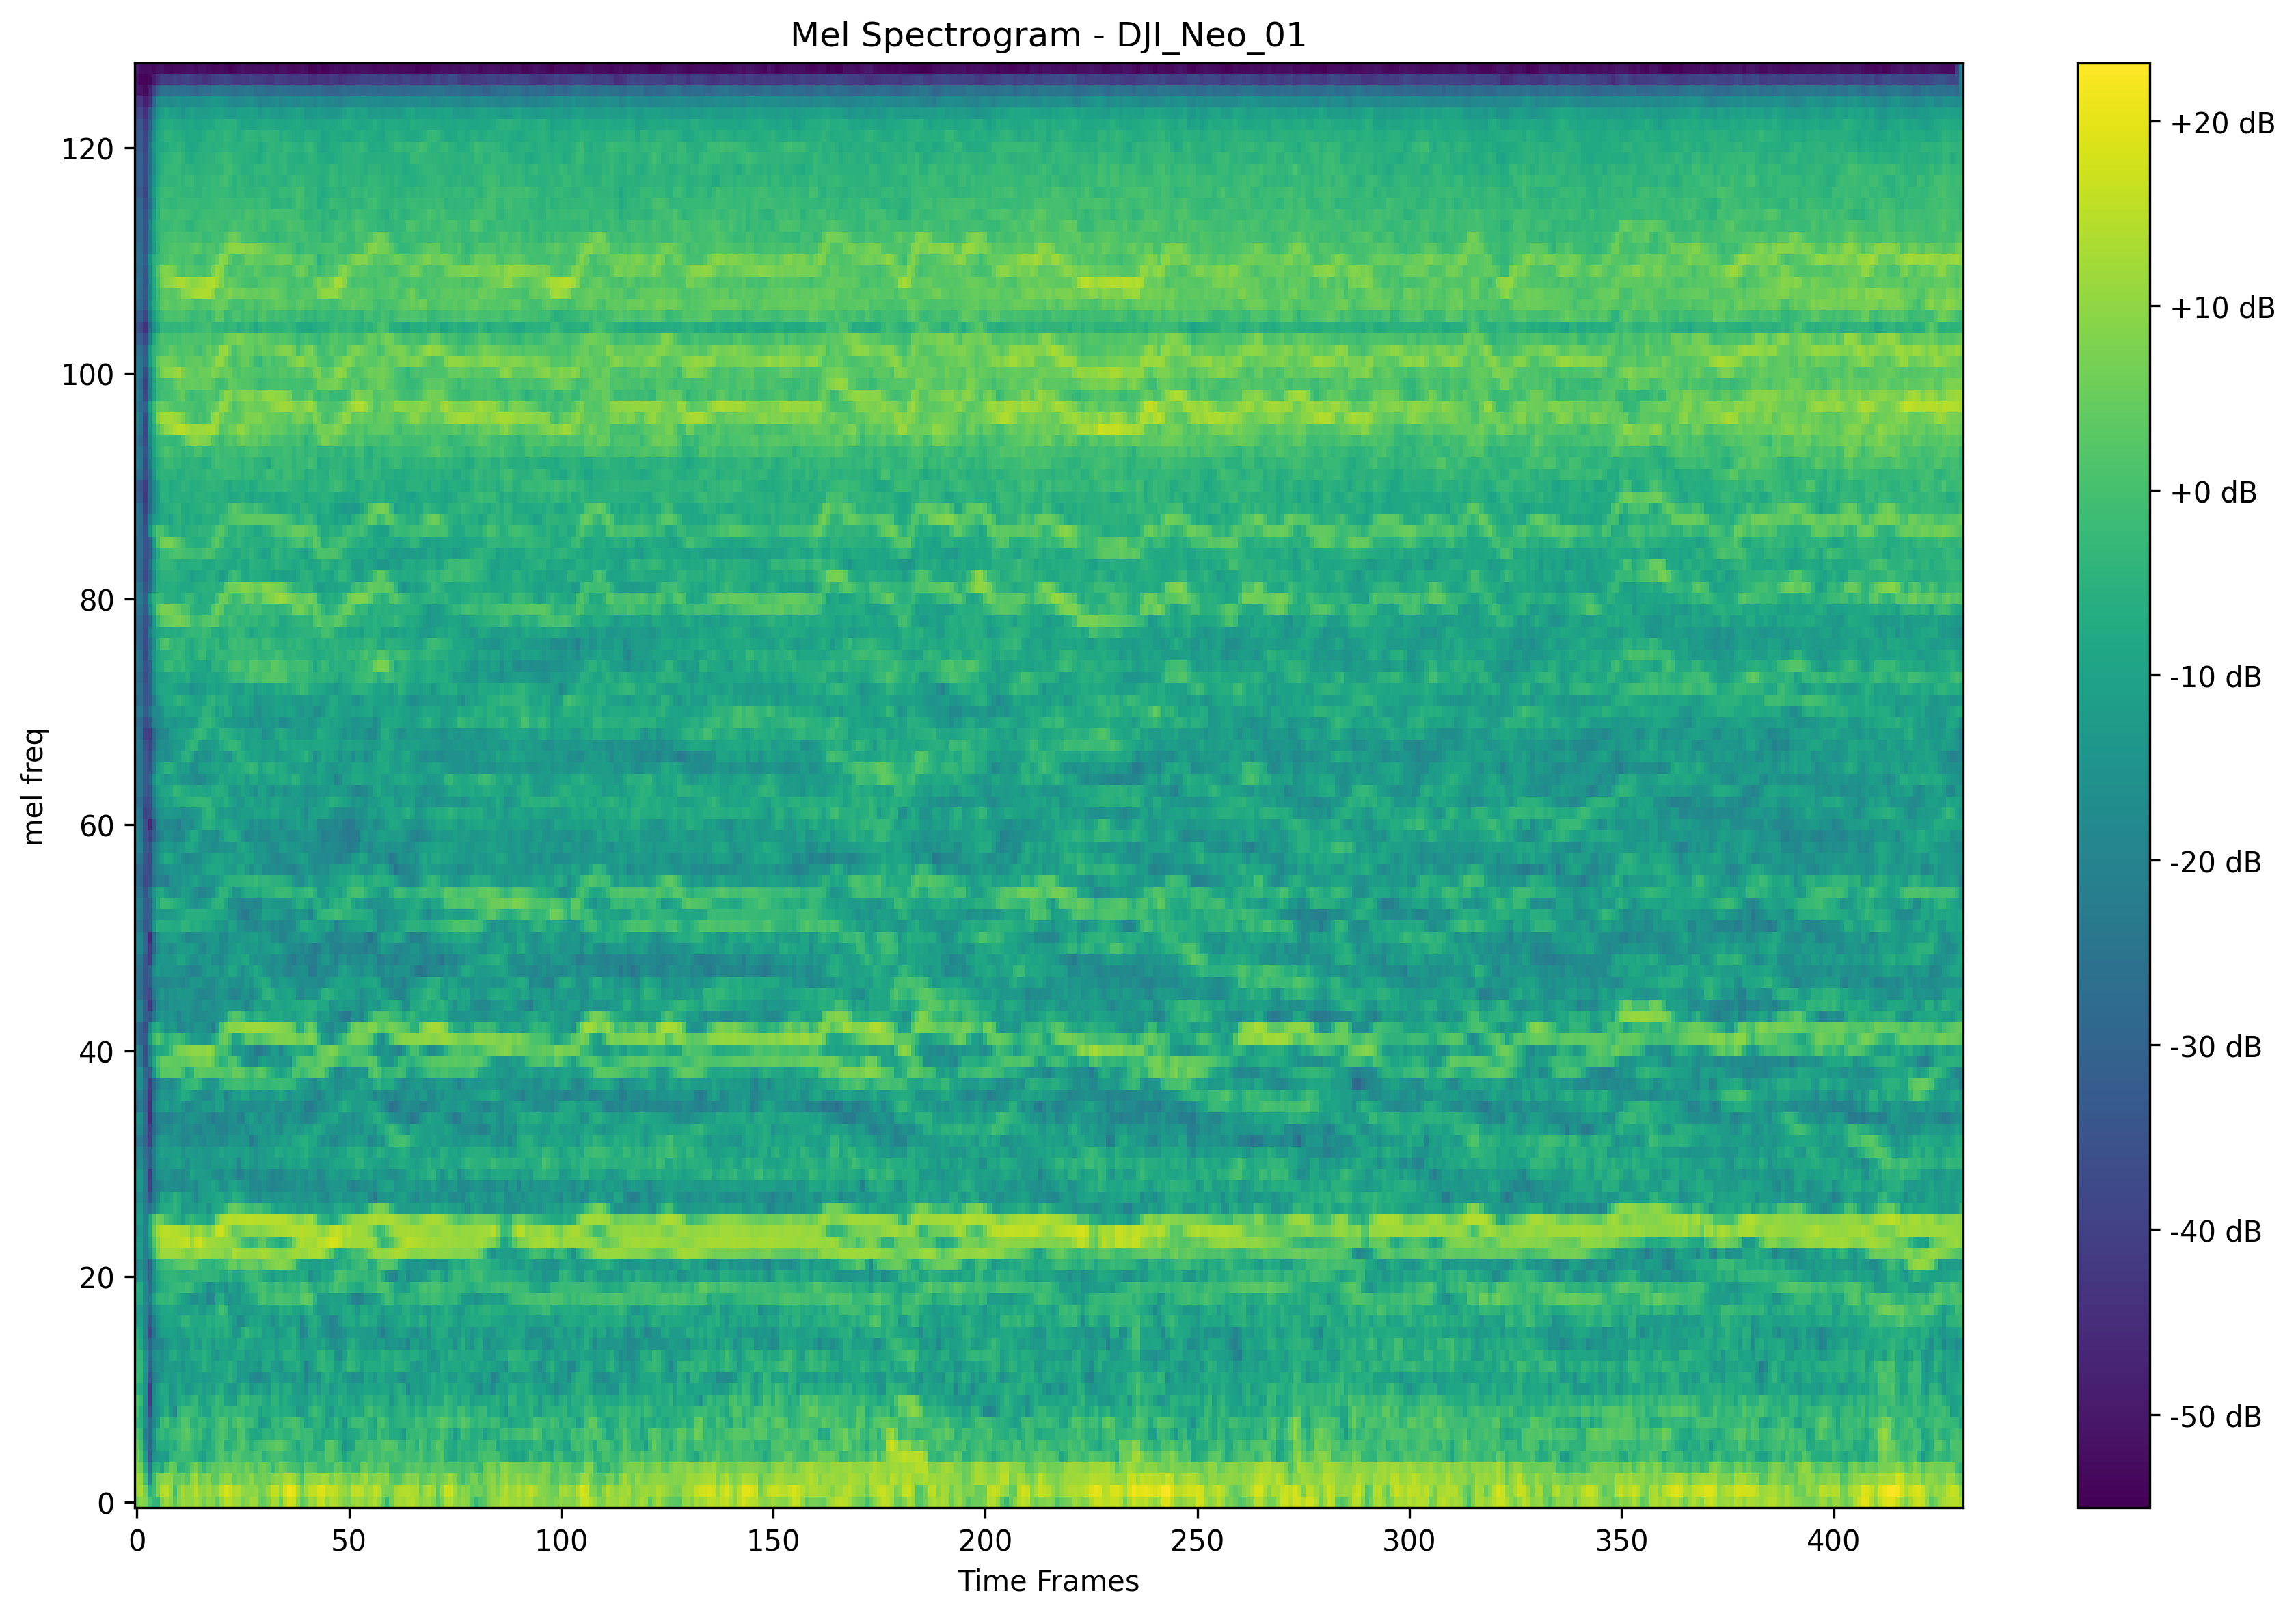 Mel Spectrogram - DJI_Neo_01
mel freq
120
100
80
60
40
20
0
0 50 100 150 200 250 300 350 400
Time Frames
+20 dB
+10 dB
+0 dB
-10 dB
-20 dB
-30 dB
-40 dB
-50 dB